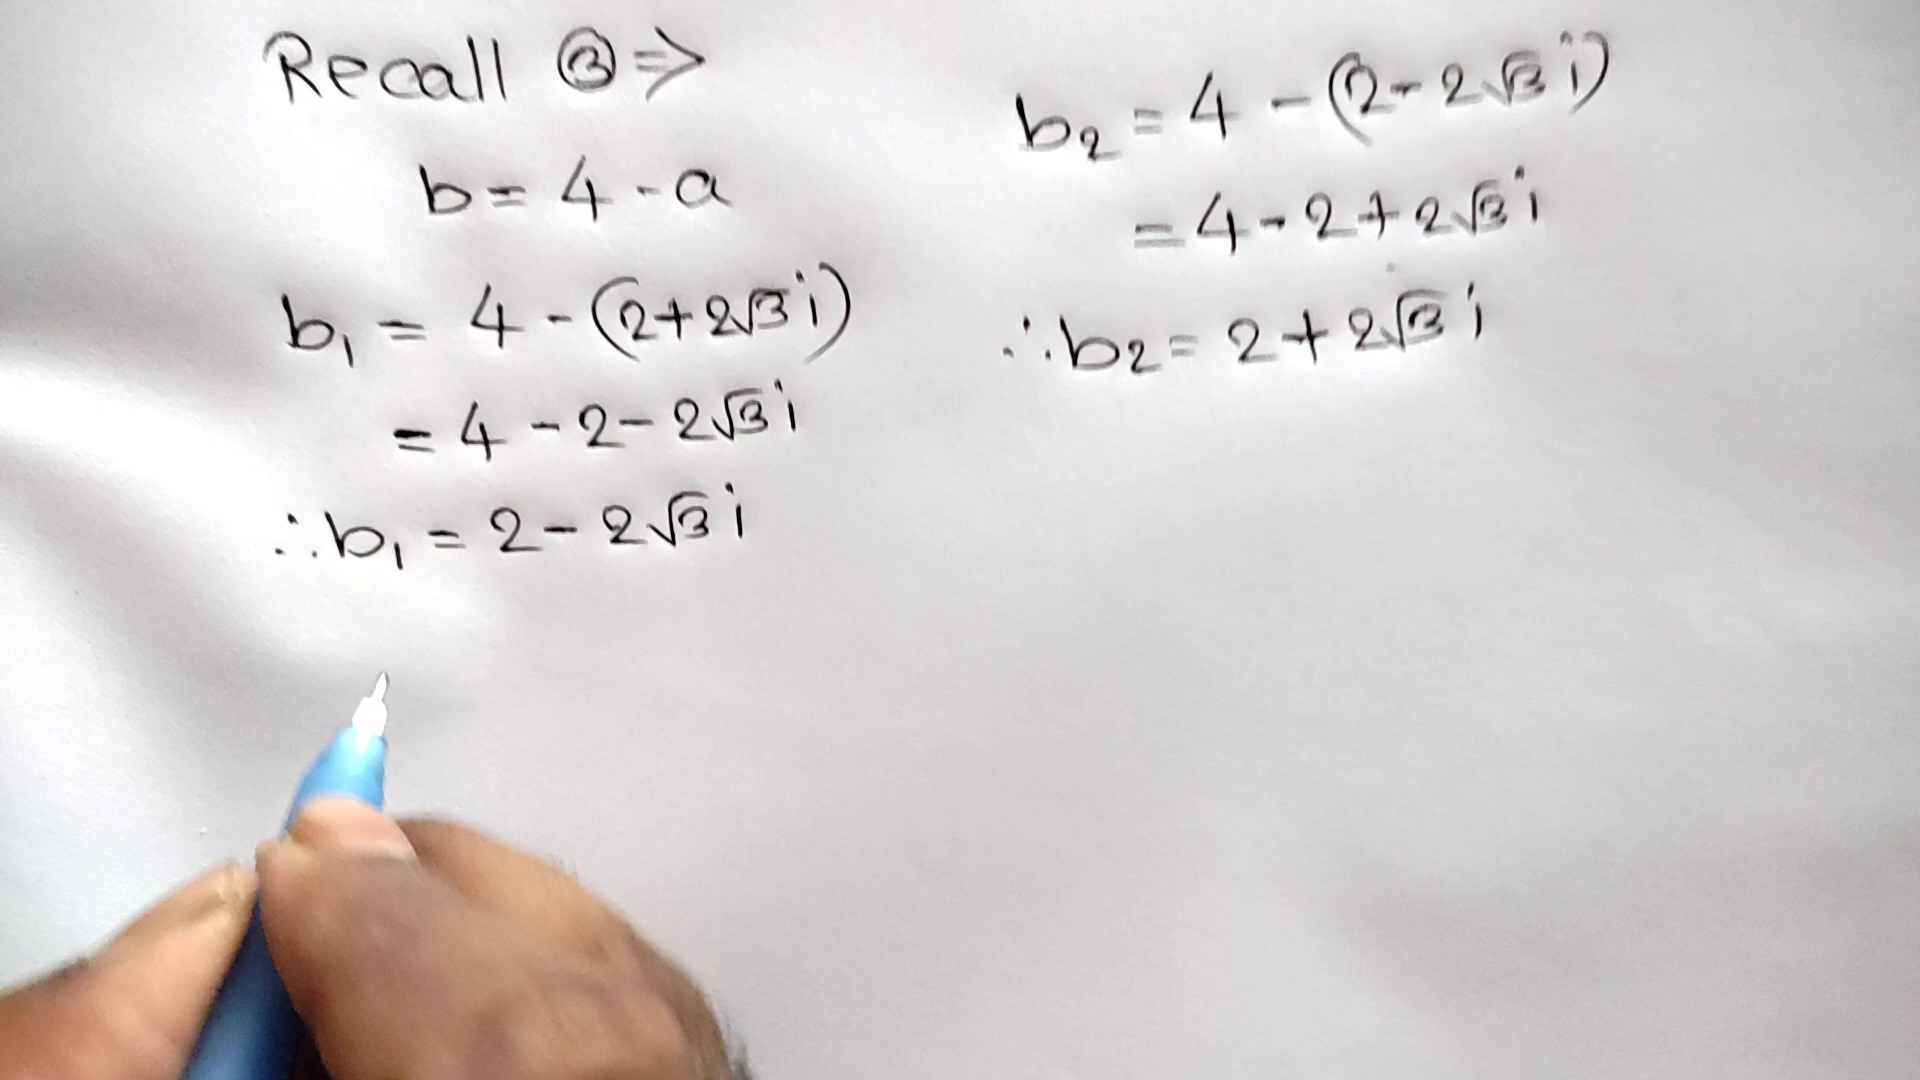 Recall ③⇒
b = 4 - a
b₁ = 4 - (2+2√3 i)
= 4 - 2 - 2√3 i
∴b₁ = 2 - 2√3 i
b₂ = 4 - (2-2√3 i)
= 4 - 2 + 2√3 i
∴b₂ = 2 + 2√3 i